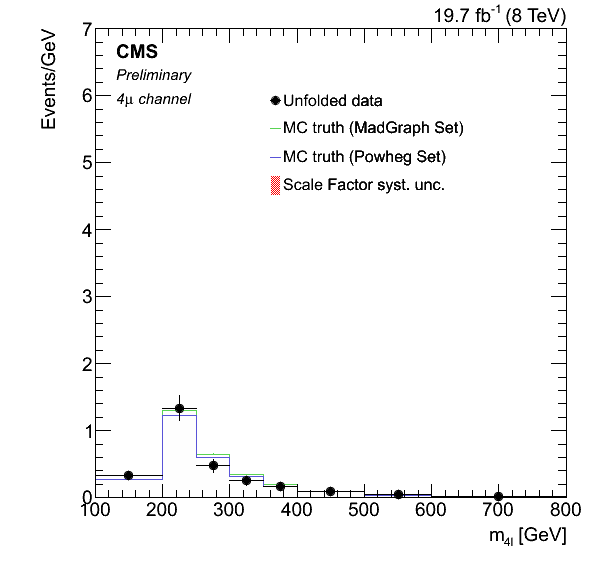 19.7 fb⁻¹ (8 TeV)
Events/GeV
CMS
Preliminary
4μ channel
Unfolded data
MC truth (MadGraph Set)
MC truth (Powheg Set)
Scale Factor syst. unc.
7
6
5
4
3
2
1
0
100 200 300 400 500 600 700 800
m₄ₗ [GeV]